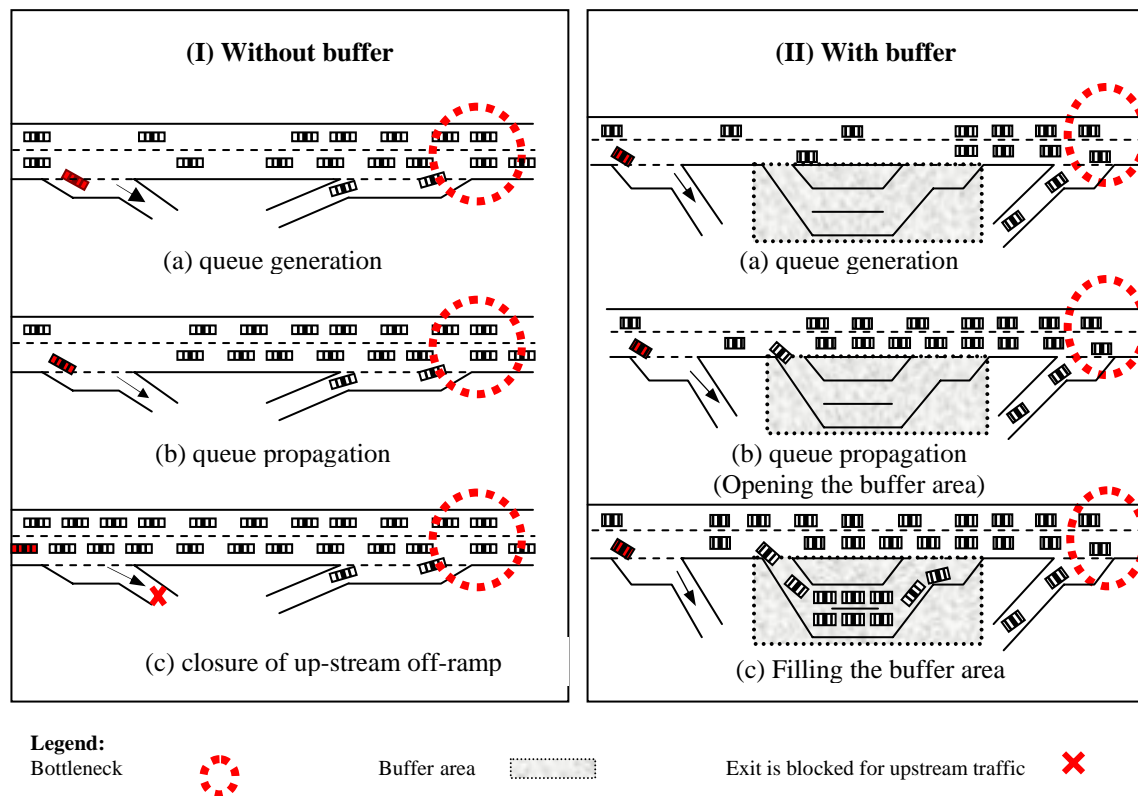 (I) Without buffer
(a) queue generation
(b) queue propagation
(c) closure of up-stream off-ramp
(II) With buffer
(a) queue generation
(b) queue propagation
(Opening the buffer area)
(c) Filling the buffer area
Legend:
Bottleneck
Buffer area
Exit is blocked for upstream traffic